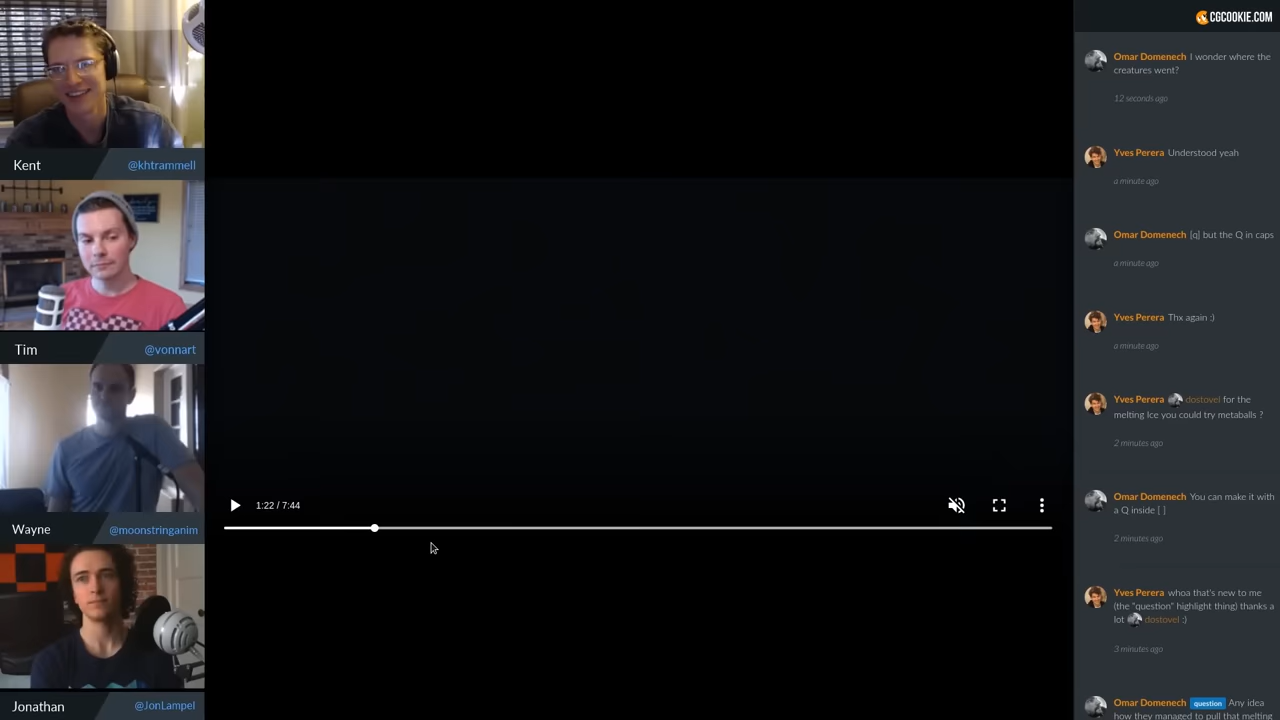 Kent
@khtrammell
Tim
@vonnart
Wayne
@moonstringanim
Jonathan
@JonLampel
1:22 / 7:44
CGCOOKIE.COM
Omar Domenech I wonder where the
creatures went?
12 seconds ago
Yves Perera Understood yeah
a minute ago
Omar Domenech [q] but the Q in caps
a minute ago
Yves Perera Thx again :)
a minute ago
Yves Perera dostovel for the
melting Ice you could try metaballs ?
2 minutes ago
Omar Domenech You can make it with
a Q inside [ ]
2 minutes ago
Yves Perera whoa that's new to me
(the "question" highlight thing) thanks a
lot dostovel :)
3 minutes ago
Omar Domenech question Any idea
how they managed to pull that melting